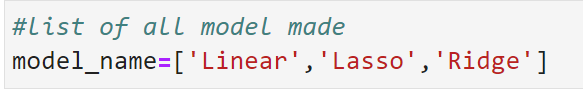 #list of all model made
model_name=['Linear','Lasso','Ridge']